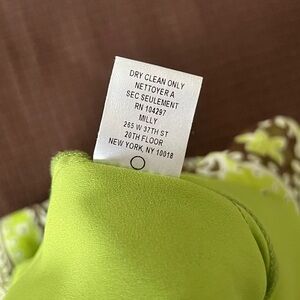 DRY CLEAN ONLY
NETTOYER A
SEC SEULEMENT
RN 104297
MILLY
265 W 37TH ST
20TH FLOOR
NEW YORK, NY 10018